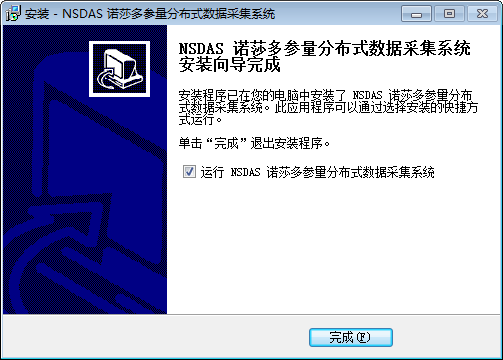 安装 - NSDAS 诺莎多参量分布式数据采集系统
NSDAS 诺莎多参量分布式数据采集系统
安装向导完成
安装程序已在您的电脑中安装了 NSDAS 诺莎多参量分布
式数据采集系统。此应用程序可以通过选择安装的快捷方
式运行。
单击“完成”退出安装程序。
运行 NSDAS 诺莎多参量分布式数据采集系统
完成(F)